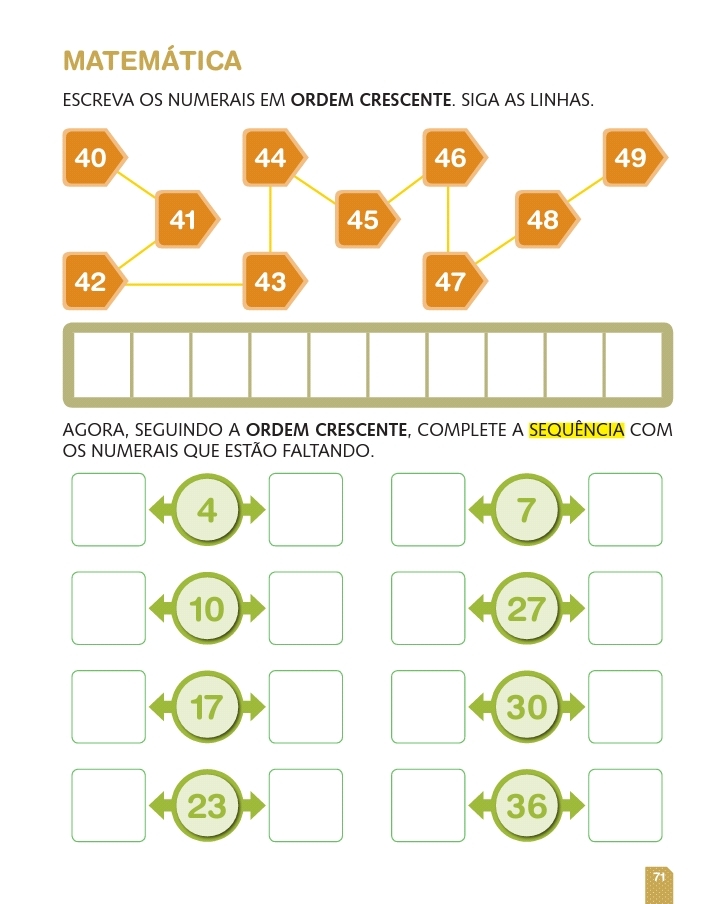 MATEMÁTICA
ESCREVA OS NUMERAIS EM ORDEM CRESCENTE. SIGA AS LINHAS.
40 44 46 49
41 45 48
42 43 47
AGORA, SEGUINDO A ORDEM CRESCENTE, COMPLETE A SEQUÊNCIA COM
OS NUMERAIS QUE ESTÃO FALTANDO.
4 7
10 27
17 30
23 36
71